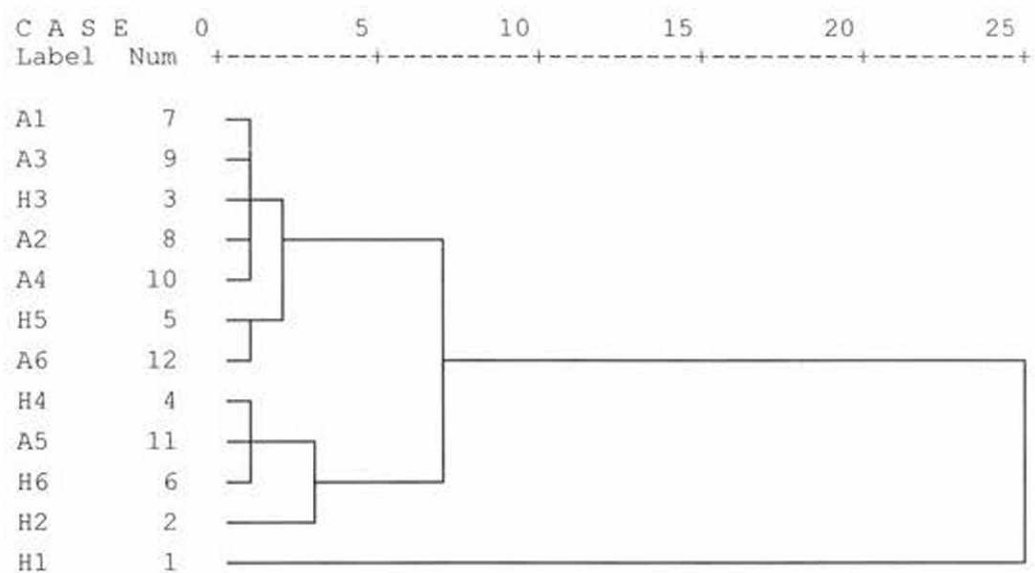 C A S E 0 5 10 15 20 25
Label Num +---------+---------+---------+---------+---------+
A1 7
A3 9
H3 3
A2 8
A4 10
H5 5
A6 12
H4 4
A5 11
H6 6
H2 2
H1 1